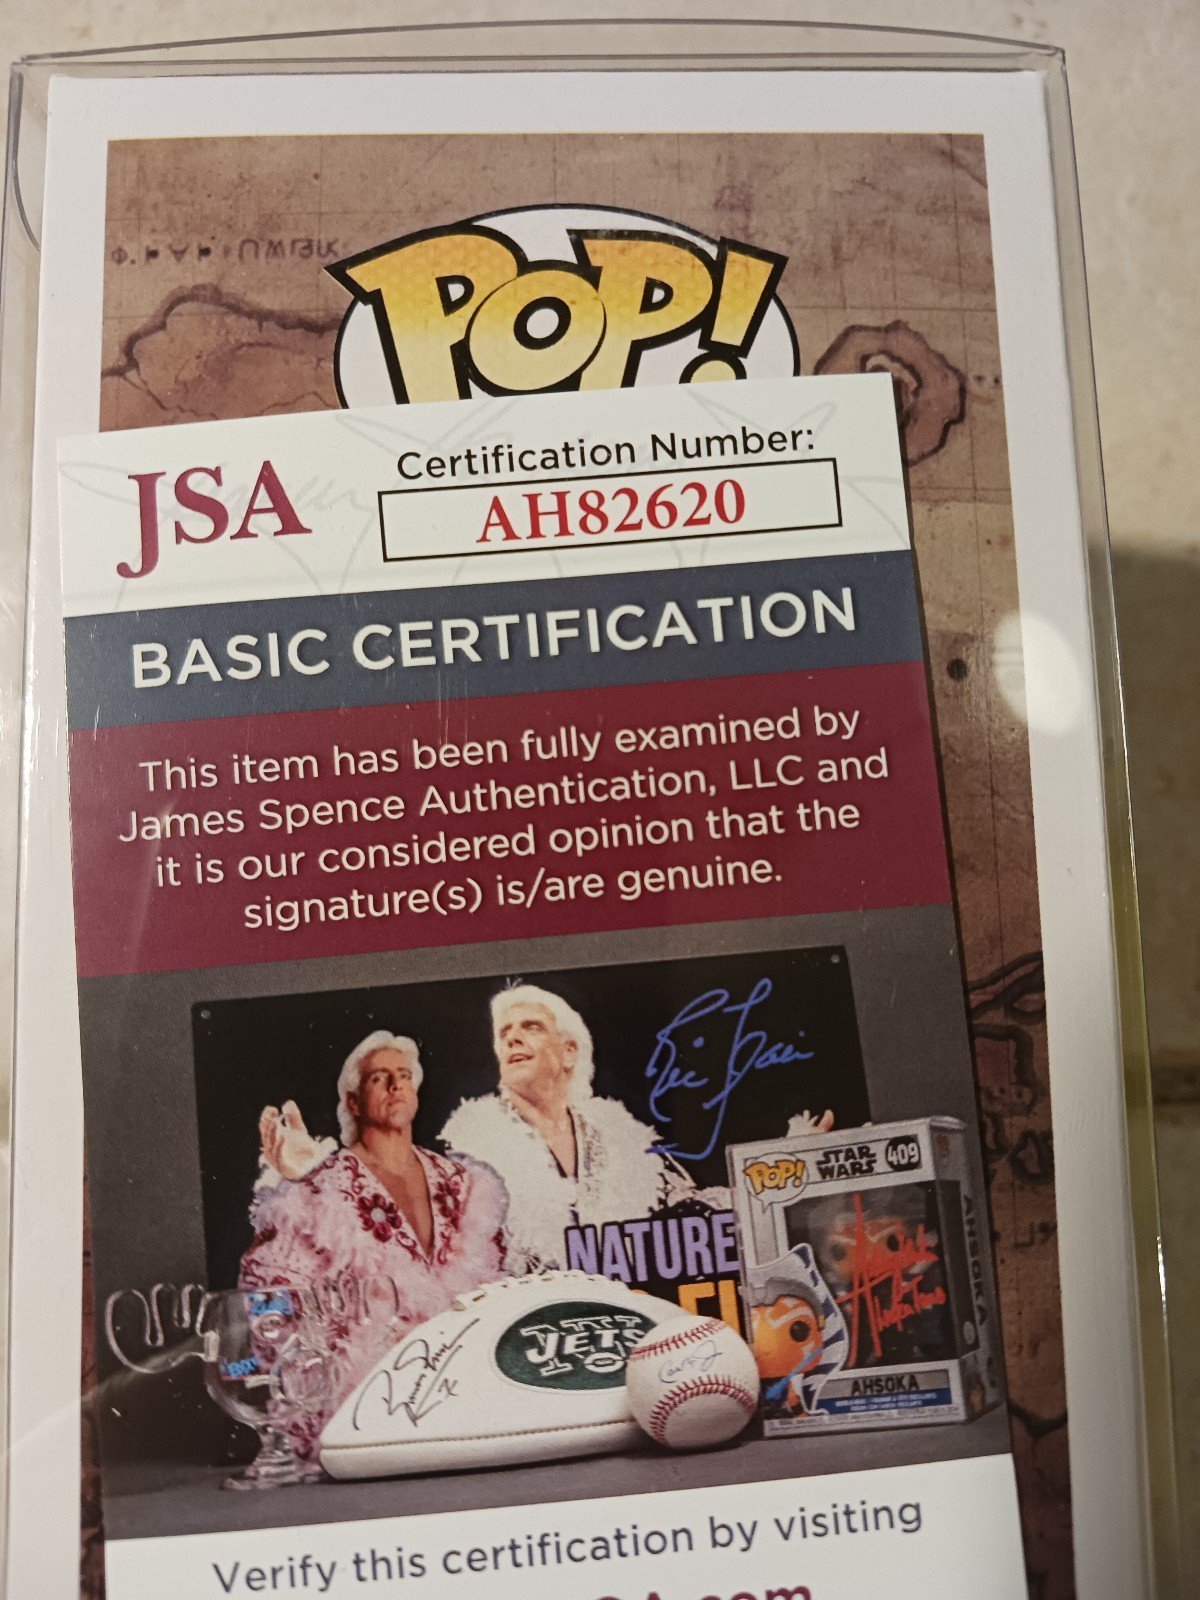 POP!
JSA
Certification Number:
AH82620
BASIC CERTIFICATION
This item has been fully examined by
James Spence Authentication, LLC and
it is our considered opinion that the
signature(s) is/are genuine.
NATURE
POP!
STAR
WARS
409
AHSOKA
JETS
AHSOKA
Verify this certification by visiting